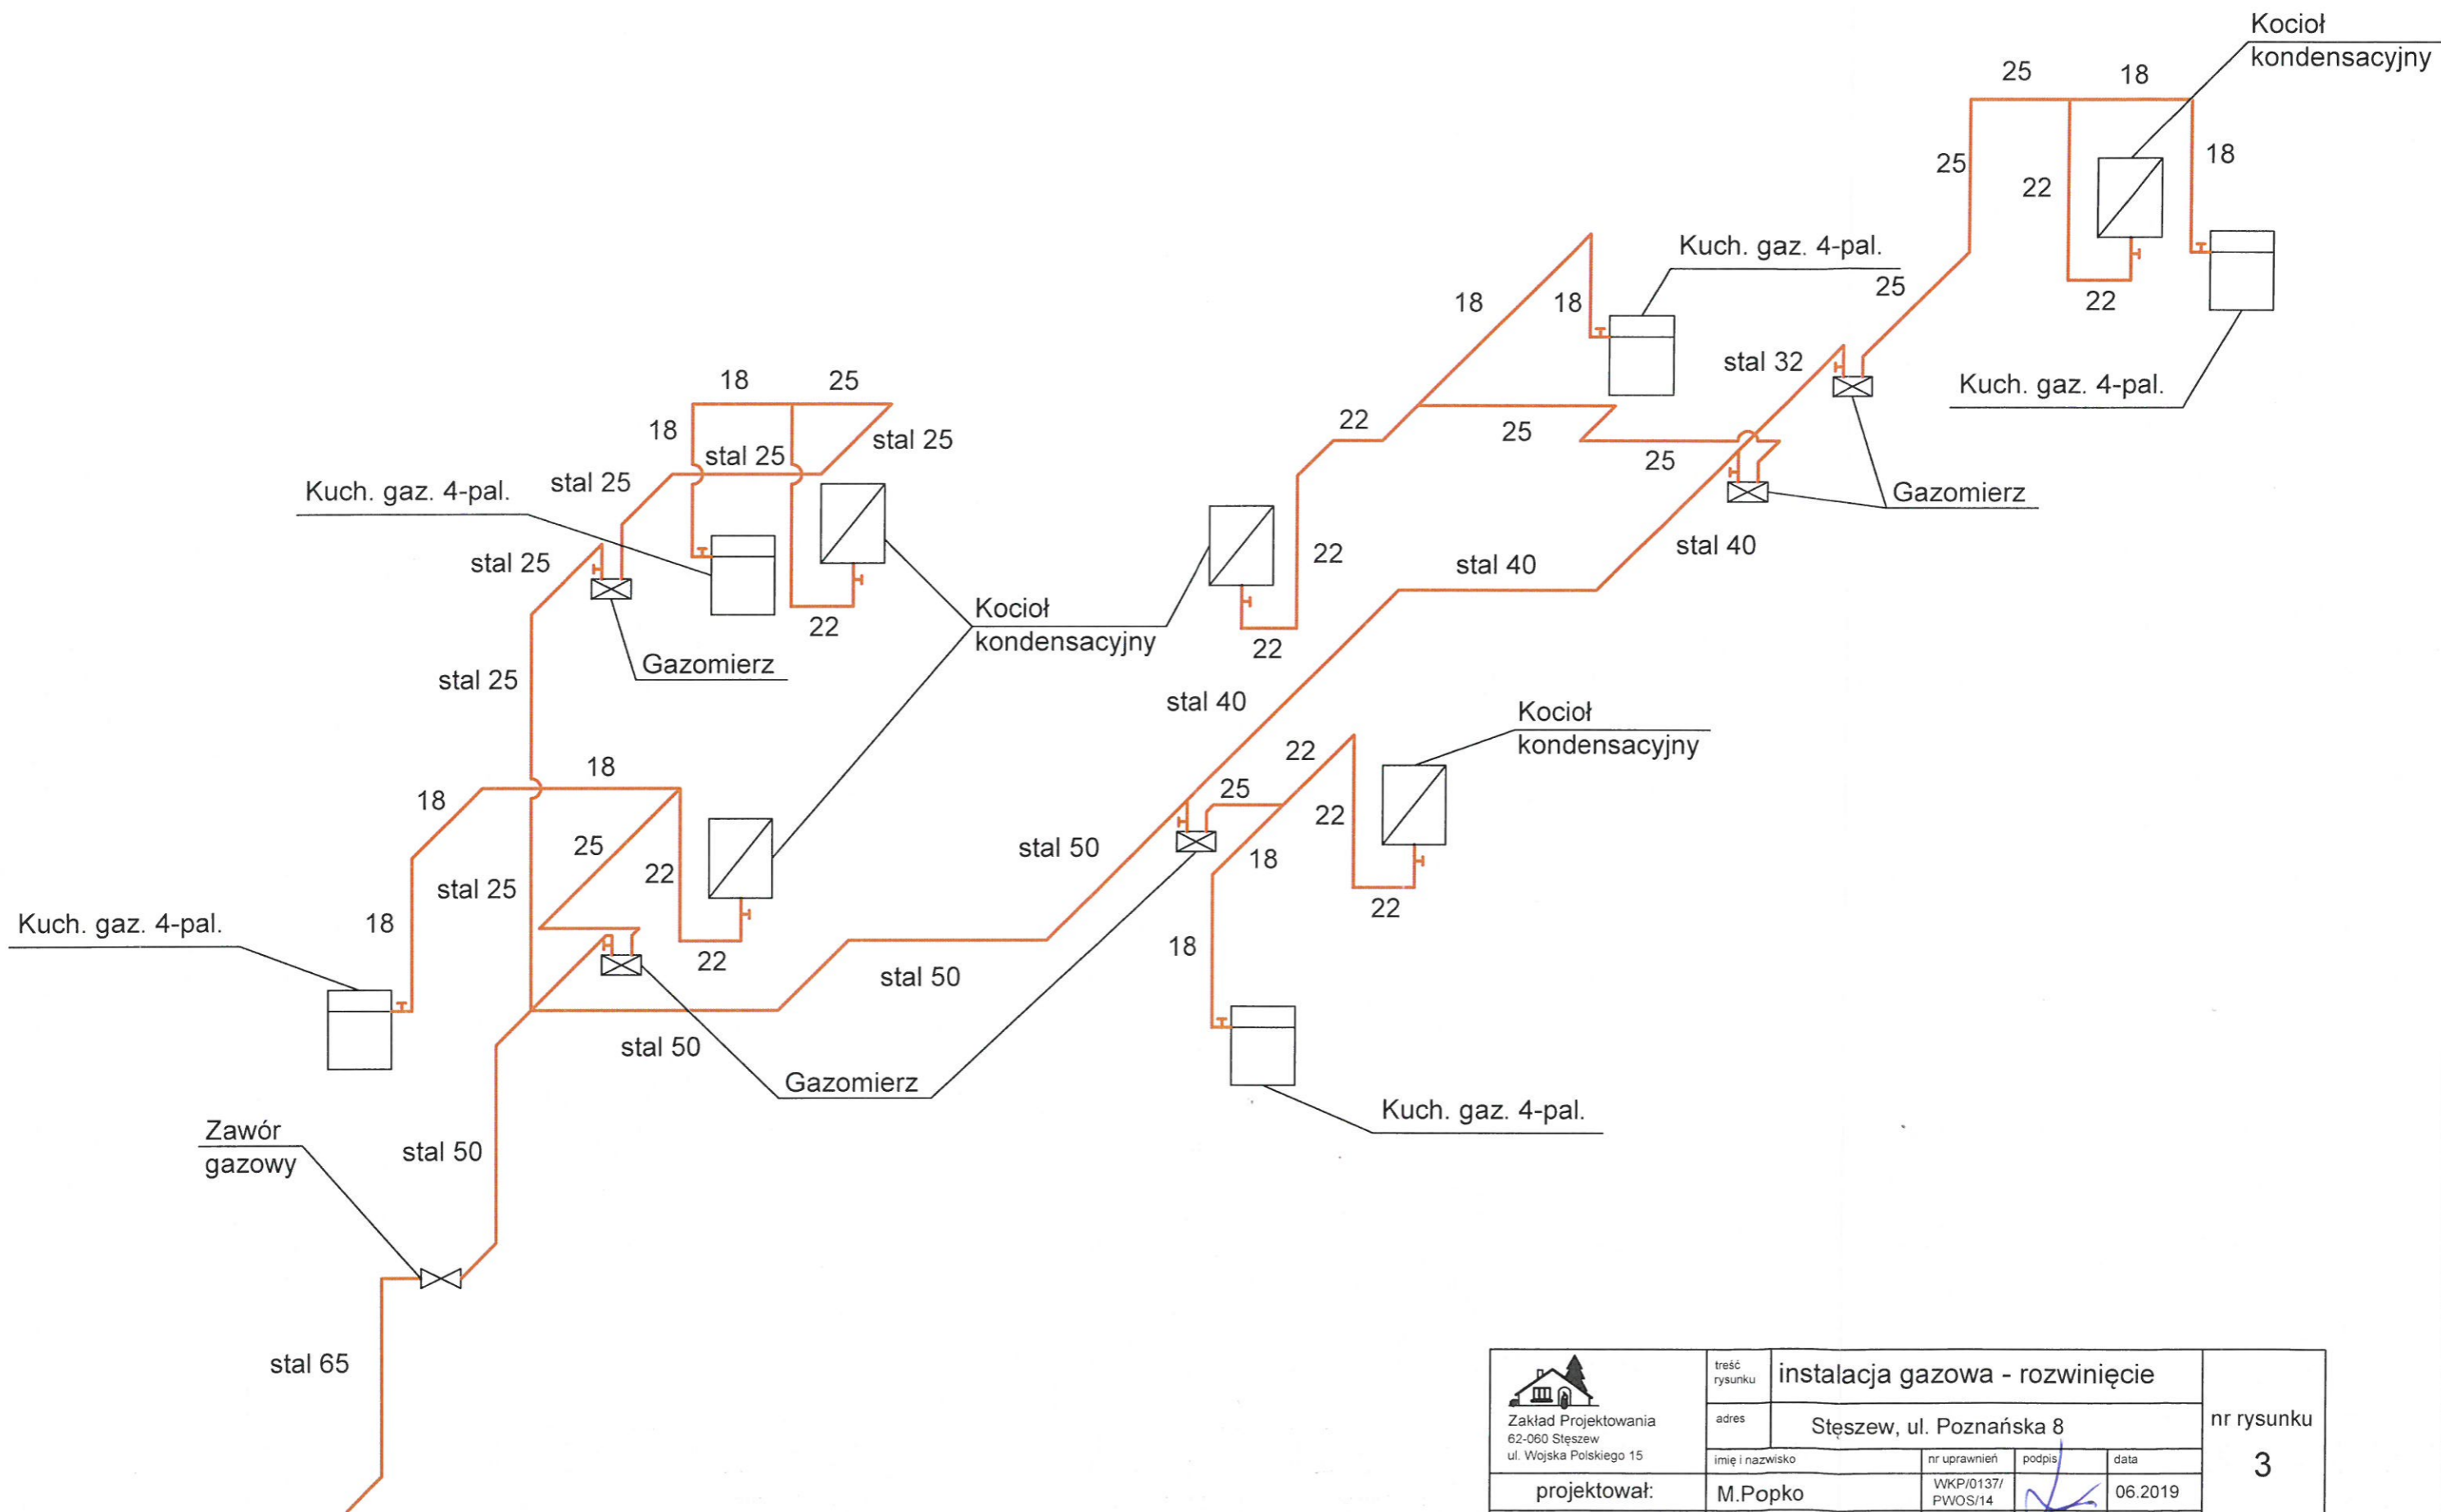 Kocioł
kondensacyjny
25
18
25
22
18
22
25
Kuch. gaz. 4-pal.
Kuch. gaz. 4-pal.
18
18
stal 32
22
25
25
Gazomierz
stal 40
stal 40
22
22
18
25
18
stal 25
stal 25
stal 25
Kuch. gaz. 4-pal.
stal 25
22
Kocioł
kondensacyjny
Gazomierz
stal 25
stal 40
Kocioł
kondensacyjny
22
25
22
18
22
18
18
18
25
22
stal 50
stal 25
18
Kuch. gaz. 4-pal.
22
stal 50
stal 50
Gazomierz
Kuch. gaz. 4-pal.
Zawór
gazowy
stal 50
stal 65
Zakład Projektowania
62-060 Stęszew
ul. Wojska Polskiego 15
treść
rysunku
instalacja gazowa - rozwinięcie
adres
Stęszew, ul. Poznańska 8
nr rysunku
3
imię i nazwisko
nr uprawnień
podpis
data
projektował:
M.Popko
WKP/0137/
PWOS/14
06.2019